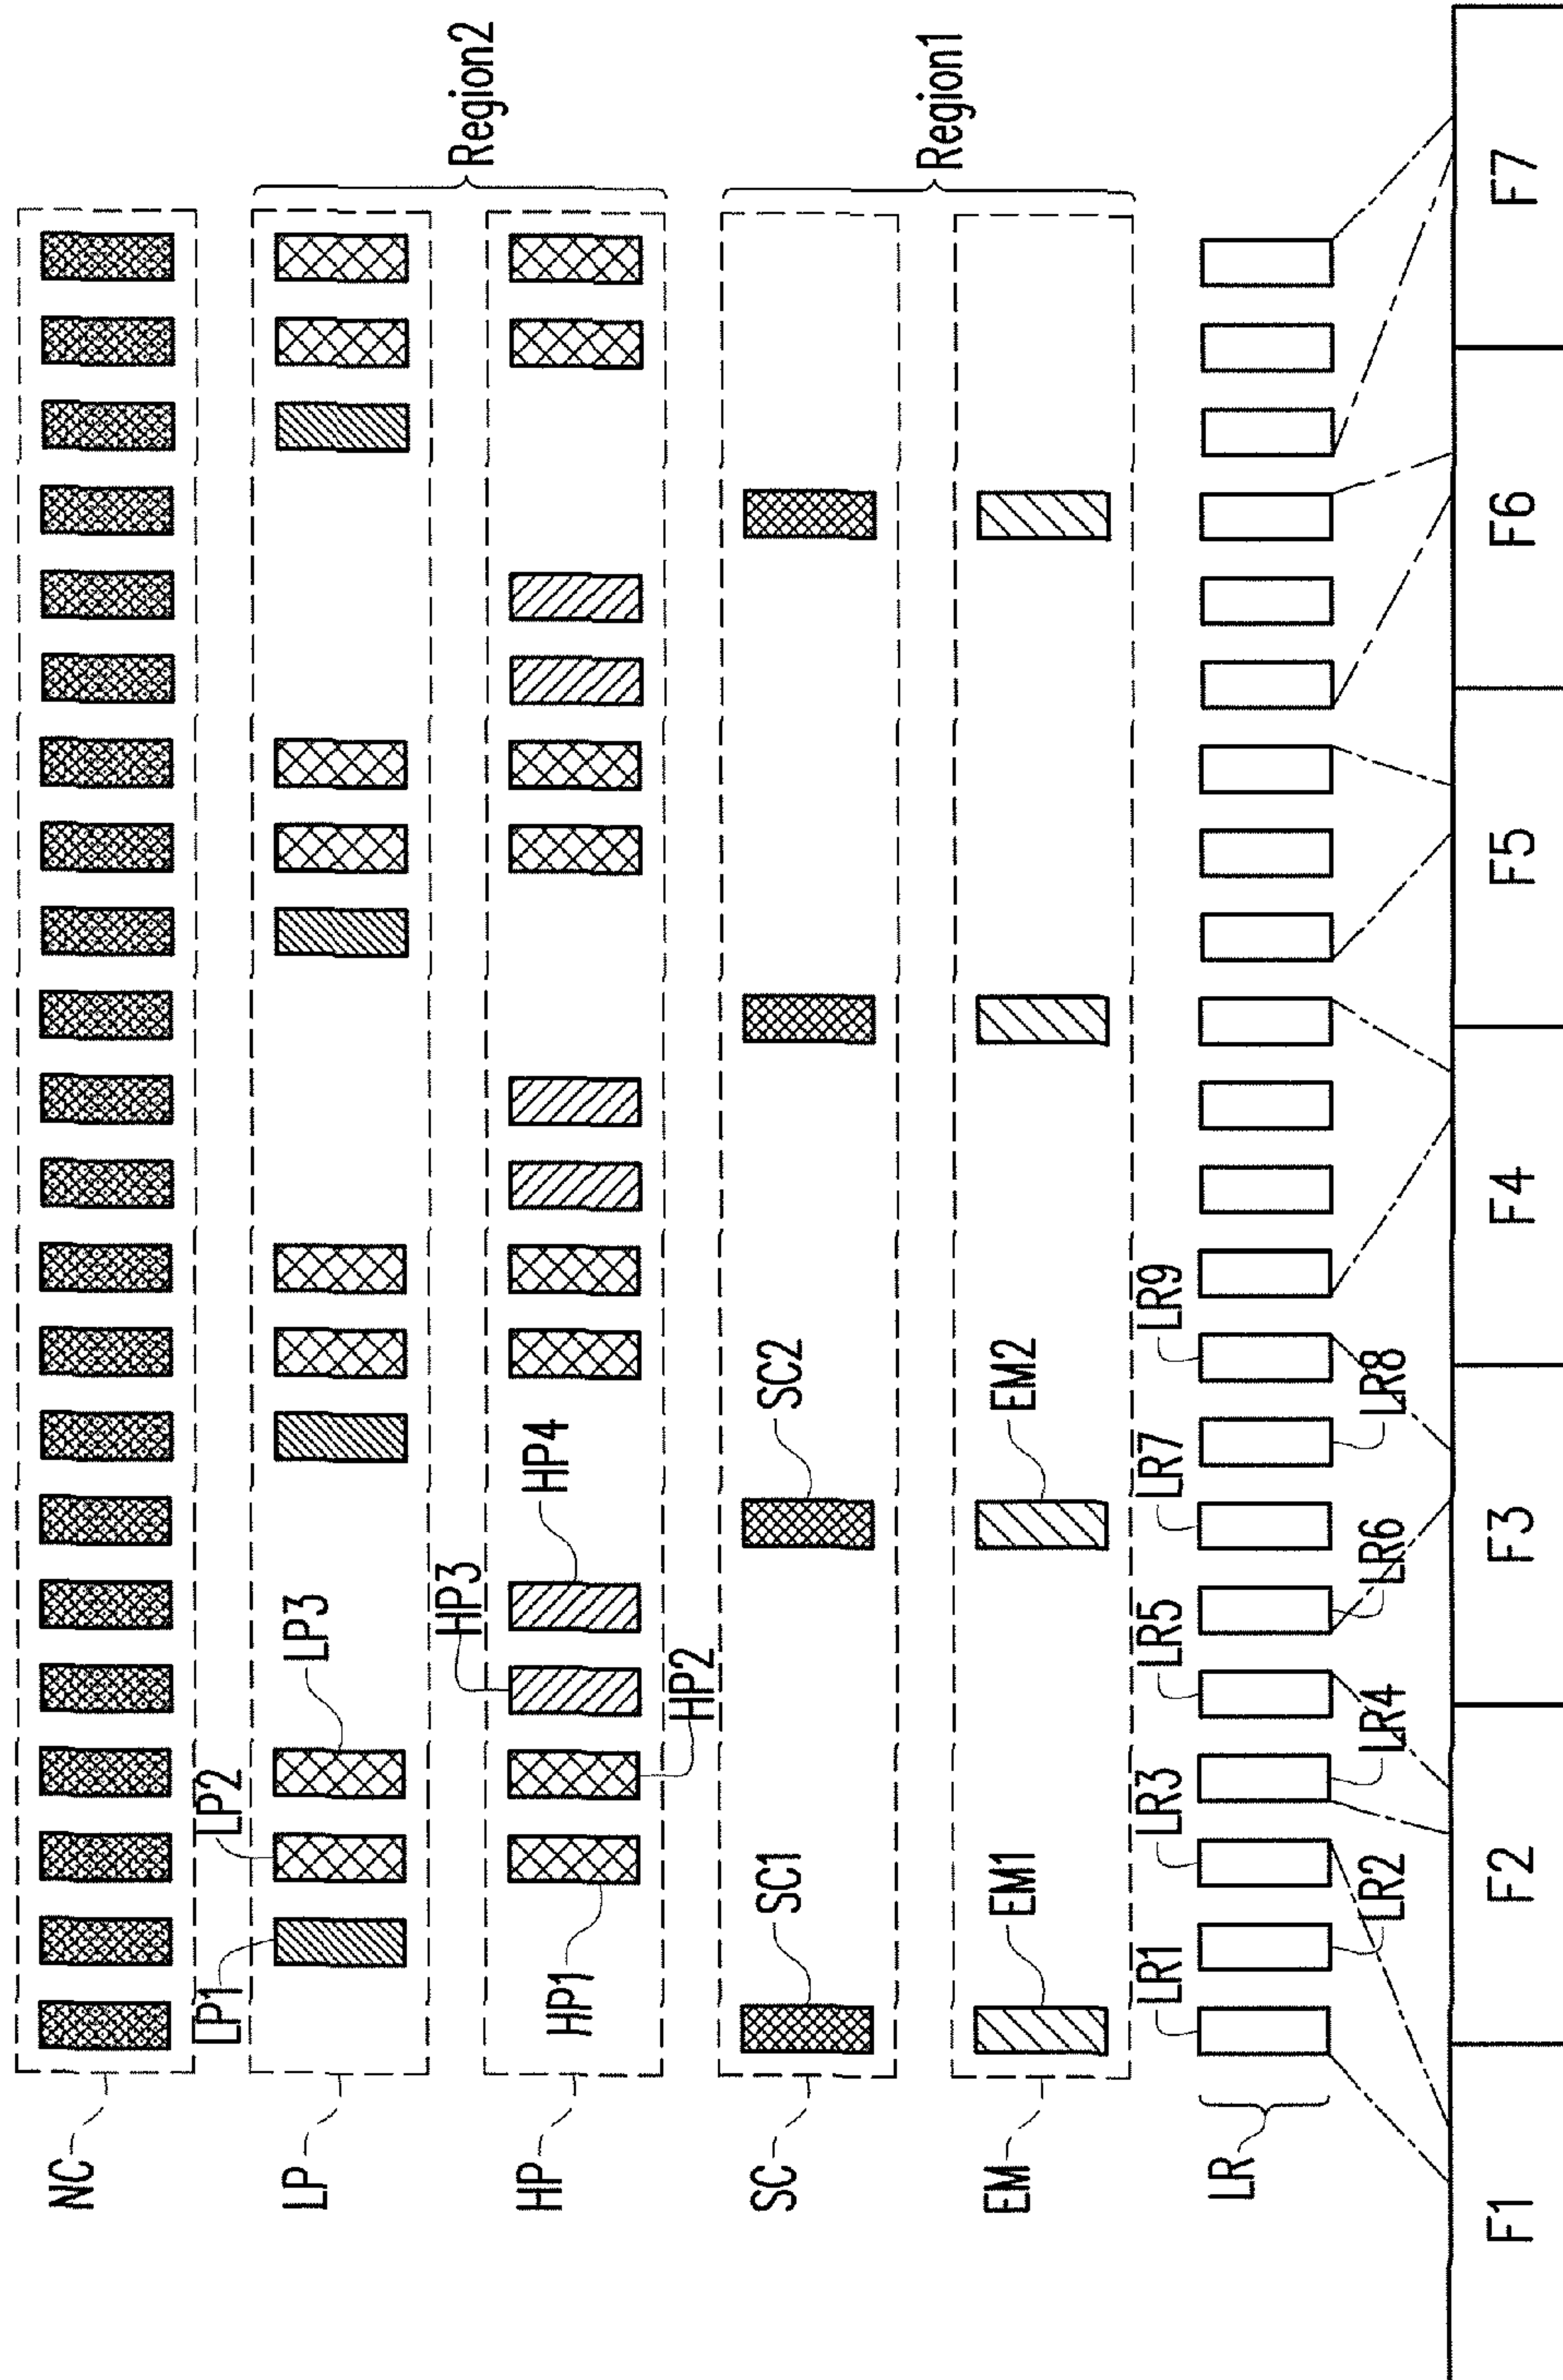 NC
LP
LP1
LP2
LP3
Region2
HP
HP1
HP2
HP3
HP4
SC
SC1
SC2
Region1
EM
EM1
EM2
LR
LR1
LR2
LR3
LR4
LR5
LR6
LR7
LR8
LR9
F1
F2
F3
F4
F5
F6
F7